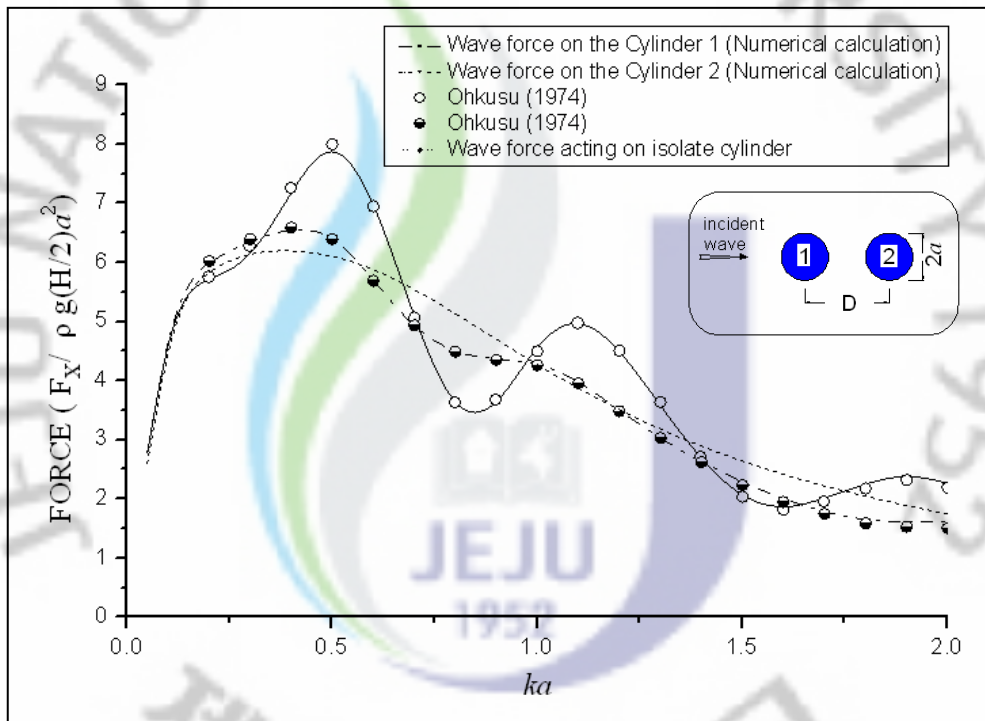 Wave force on the Cylinder 1 (Numerical calculation)
Wave force on the Cylinder 2 (Numerical calculation)
Ohkusu (1974)
Ohkusu (1974)
Wave force acting on isolate cylinder
FORCE ( F_X/ ρ g(H/2)a²)
9
8
7
6
5
4
3
2
1
0
incident
wave
1
2
2a
D
JEJU
1952
0.0
0.5
1.0
1.5
2.0
ka